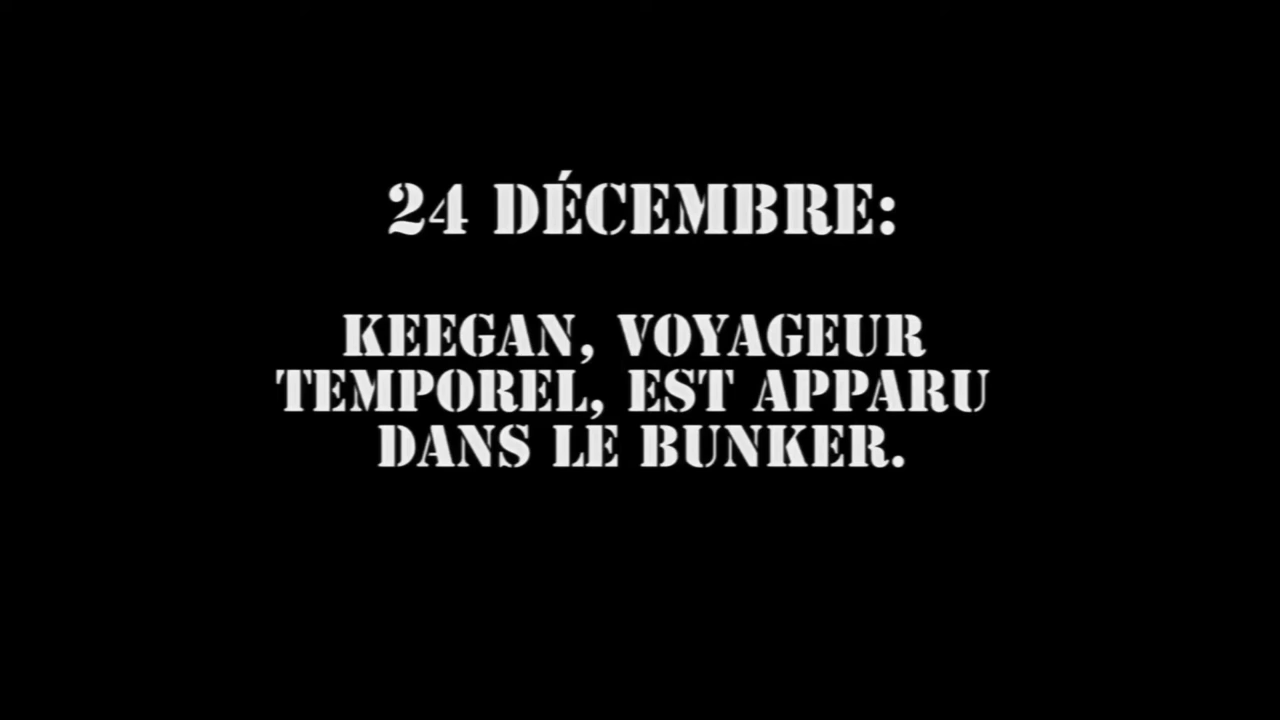 24 DÉCEMBRE:
KEEGAN, VOYAGEUR
TEMPOREL, EST APPARU
DANS LE BUNKER.